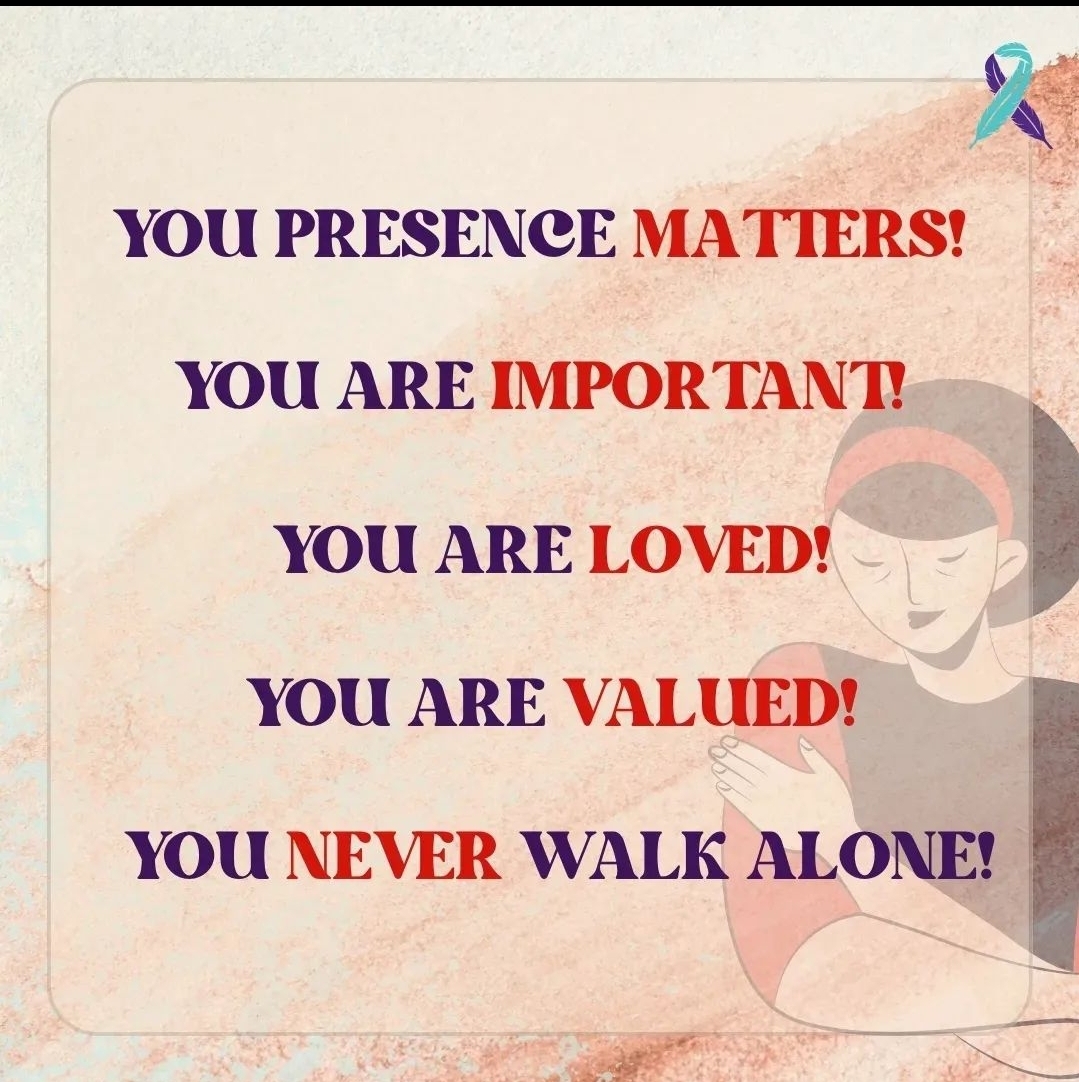 YOU PRESENCE MATTERS!
YOU ARE IMPORTANT!
YOU ARE LOVED!
YOU ARE VALUED!
YOU NEVER WALK ALONE!